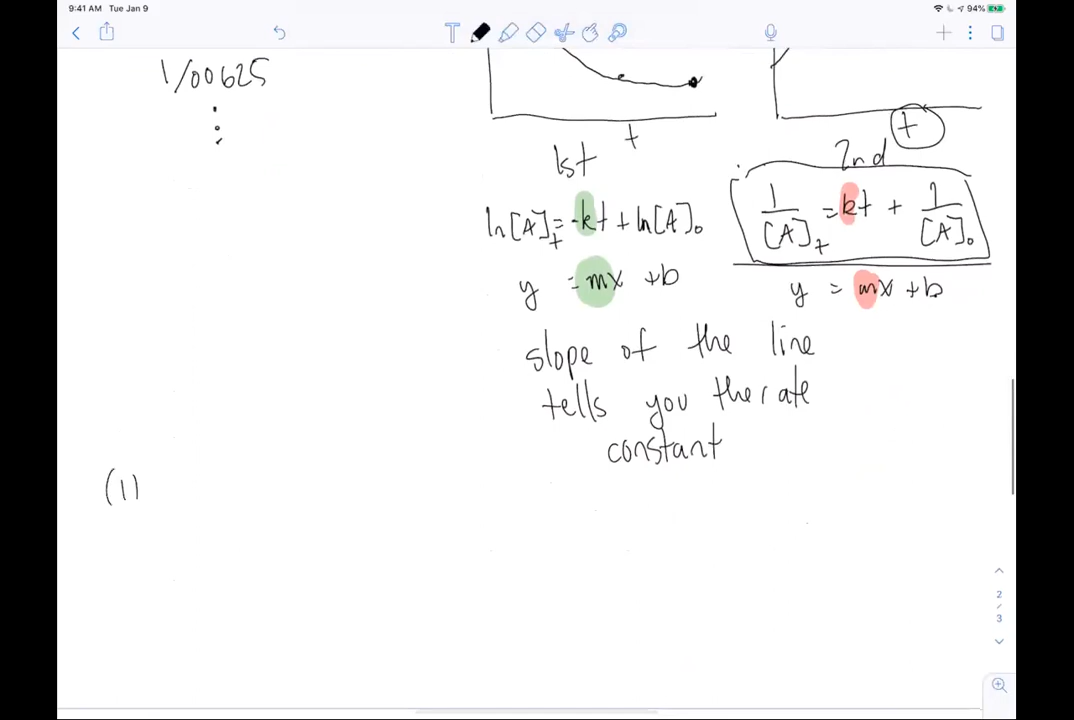 9:41 AM Tue Jan 9
94%
T
1/00625
t
t
1st
2nd
ln[A]t = -kt + ln[A]0
1/[A]t = kt + 1/[A]0
y = mx + b
y = mx + b
slope of the line
tells you the rate
constant
(1)
2
/
3